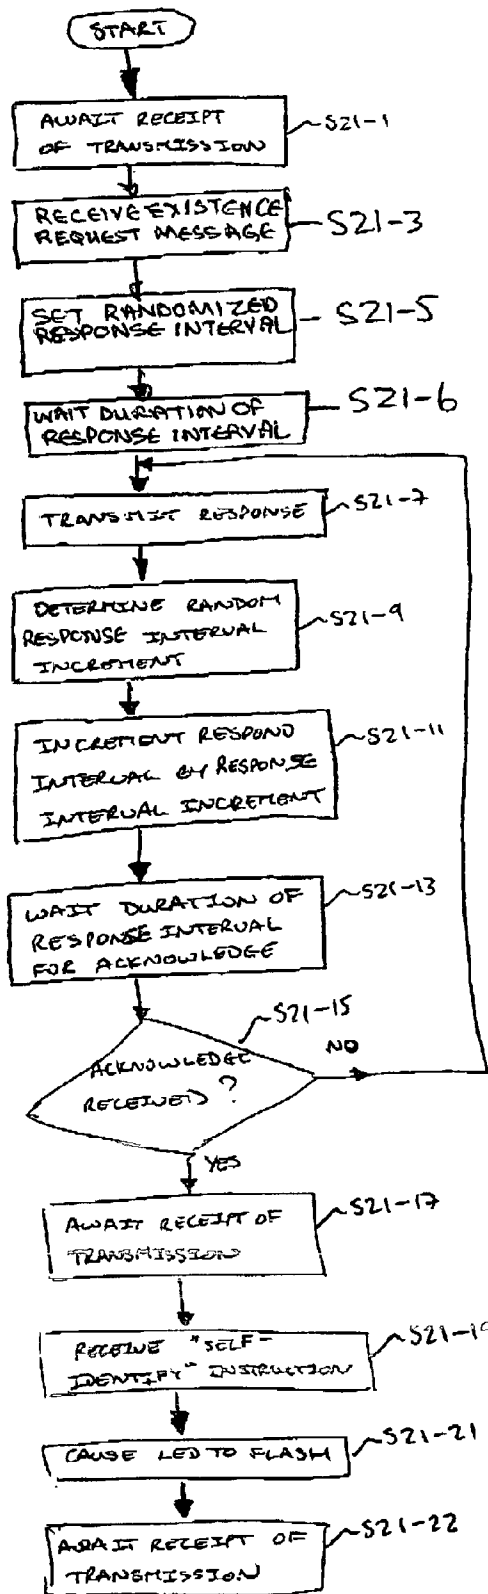 START
AWAIT RECEIPT
OF TRANSMISSION
S21-1
RECEIVE EXISTENCE
REQUEST MESSAGE
S21-3
SET RANDOMIZED
RESPONSE INTERVAL
S21-5
WAIT DURATION OF
RESPONSE INTERVAL
S21-6
TRANSMIT RESPONSE
S21-7
DETERMINE RANDOM
RESPONSE INTERVAL
INCREMENT
S21-9
INCREMENT RESPOND
INTERVAL BY RESPONSE
INTERVAL INCREMENT
S21-11
WAIT DURATION OF
RESPONSE INTERVAL
FOR ACKNOWLEDGE
S21-13
ACKNOWLEDGE
RECEIVED?
S21-15
NO
YES
AWAIT RECEIPT OF
TRANSMISSION
S21-17
RECEIVE "SELF-
IDENTIFY" INSTRUCTION
S21-19
CAUSE LED TO FLASH
S21-21
AWAIT RECEIPT OF
TRANSMISSION
S21-22